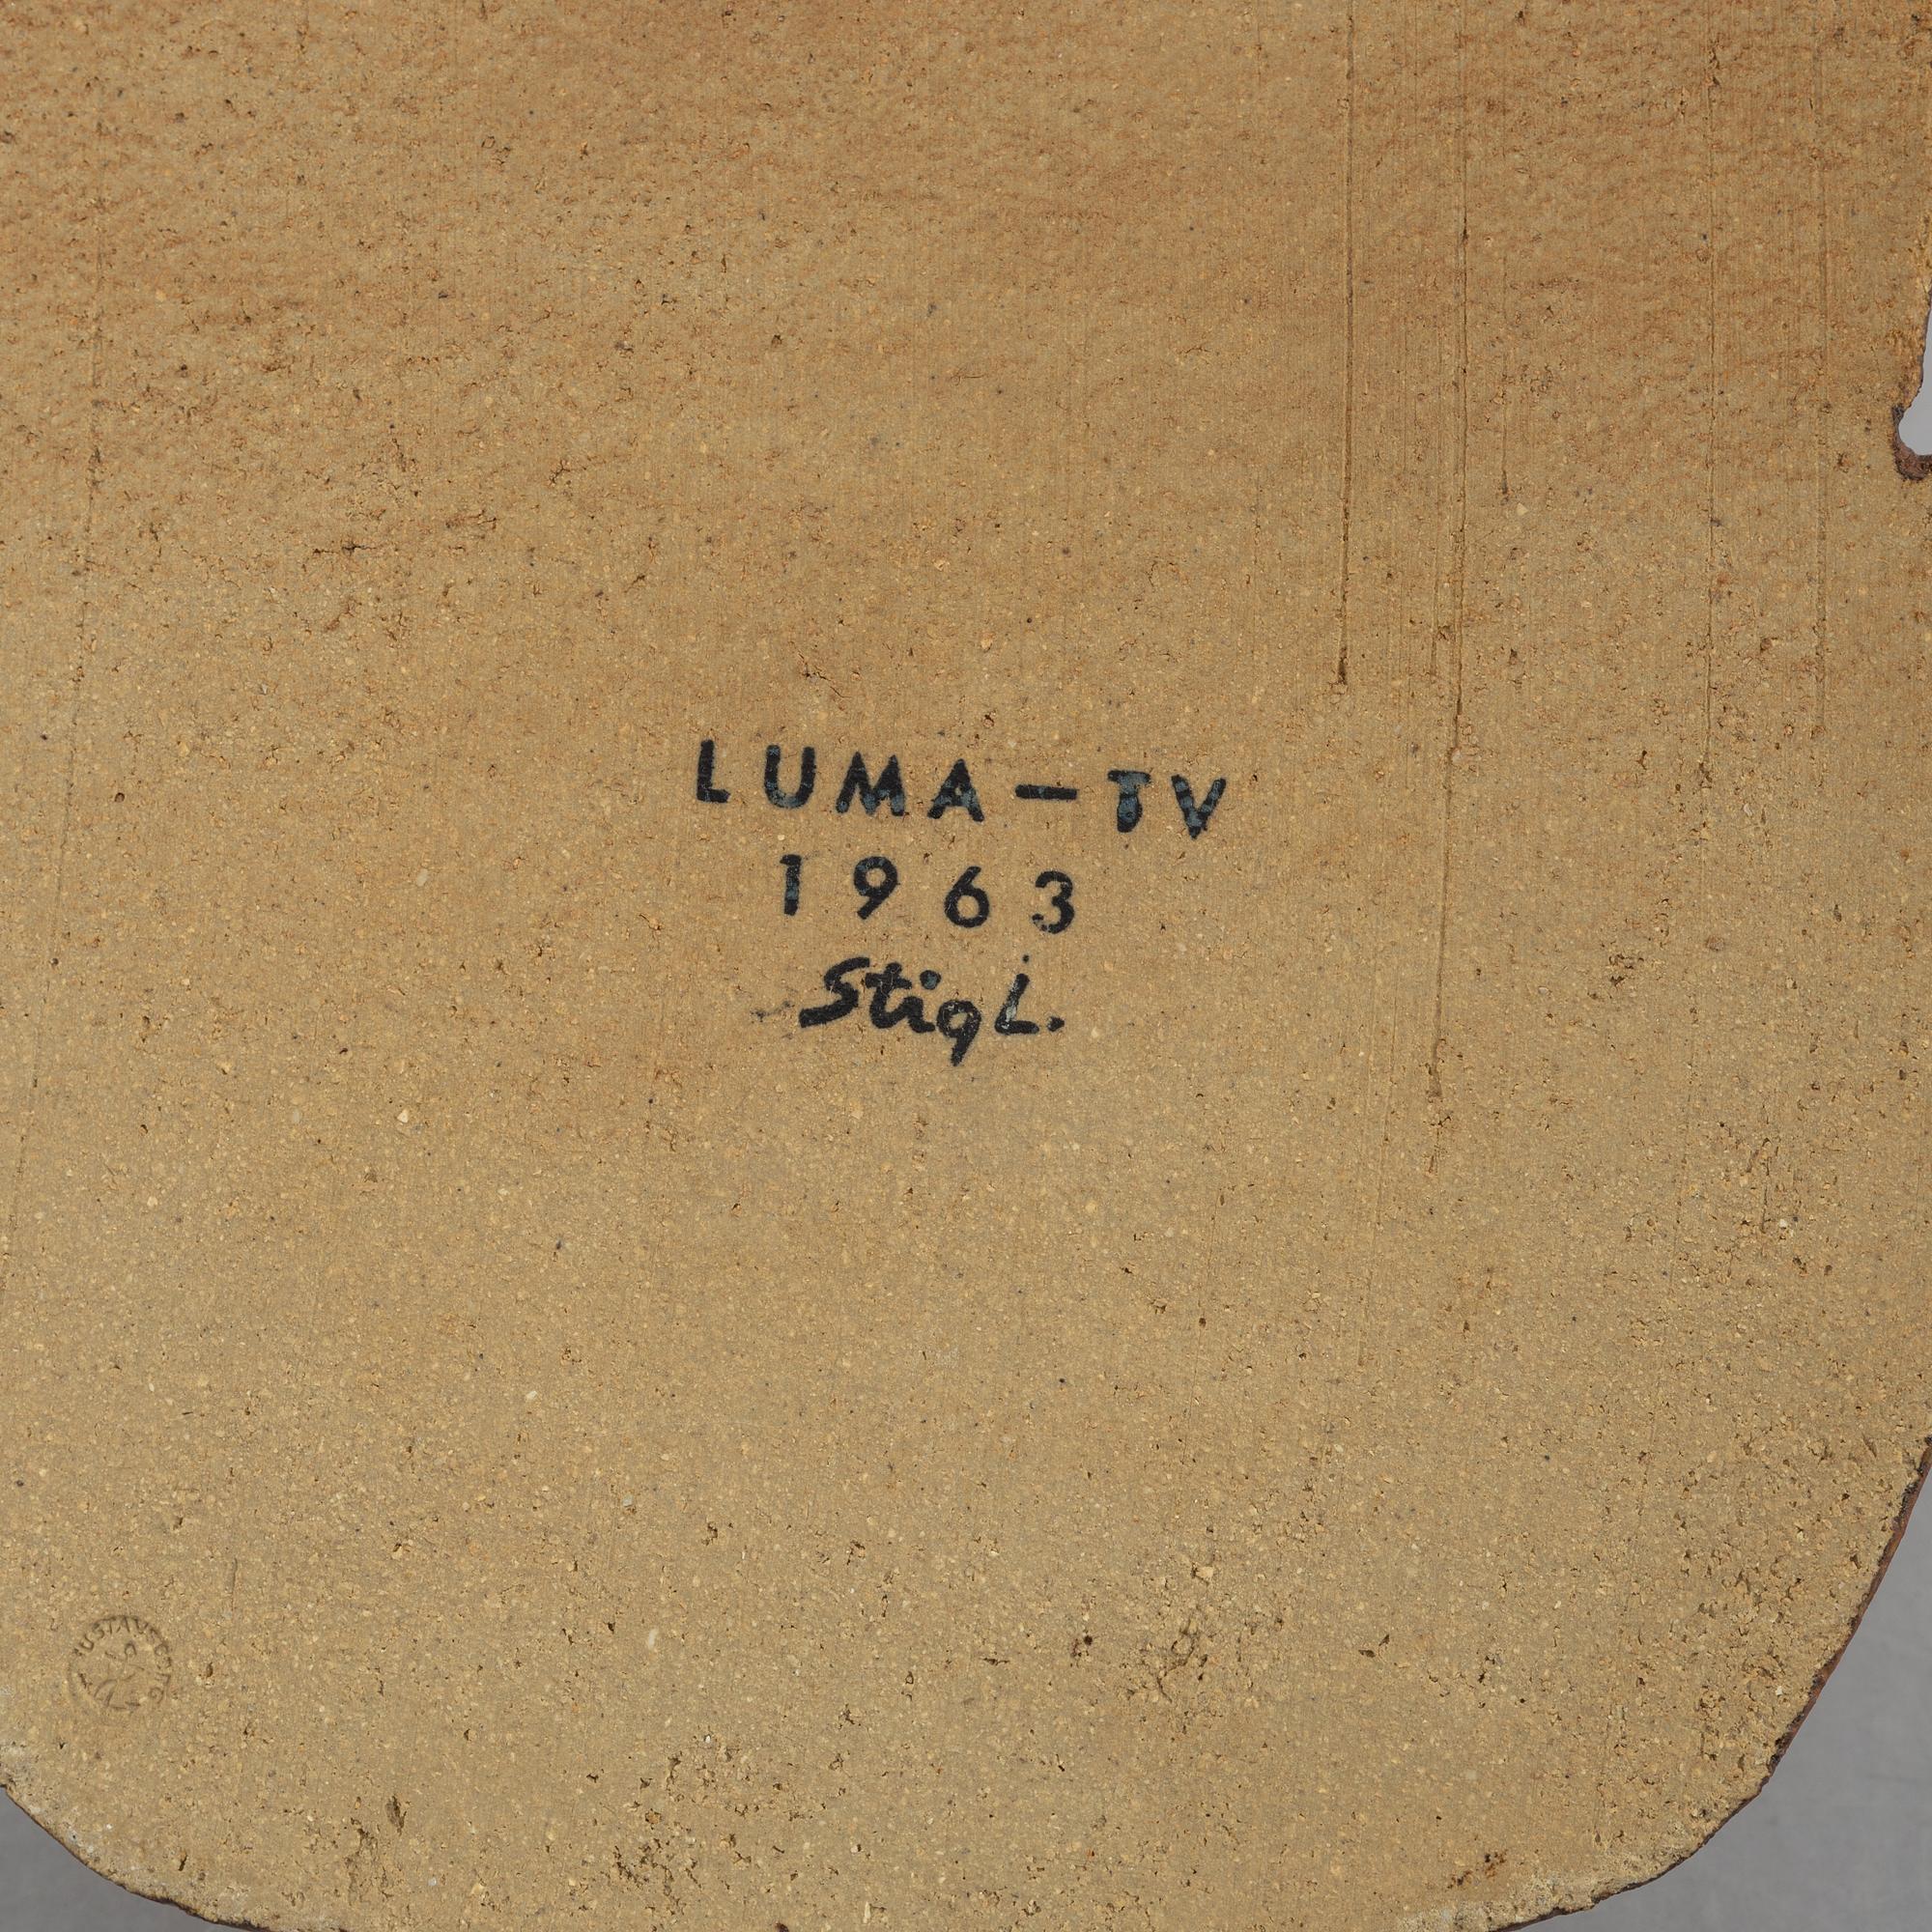 LUMA—TV
1963
Stig L.